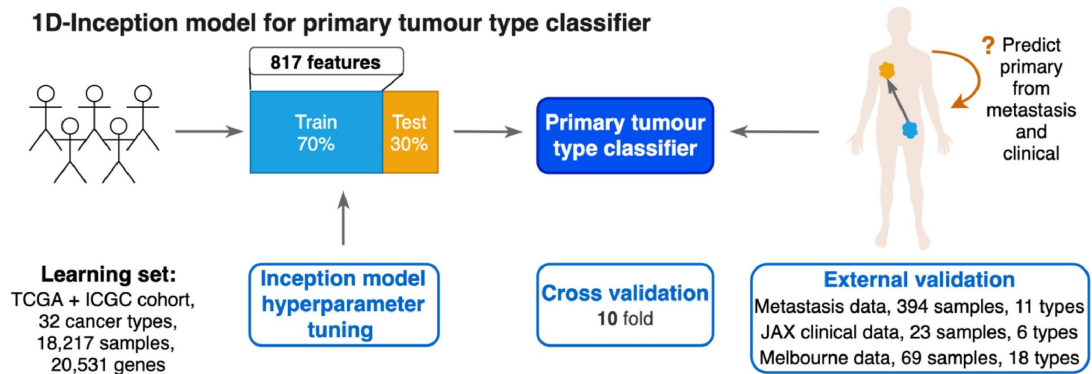 1D-Inception model for primary tumour type classifier
817 features
Train
70%
Test
30%
Primary tumour
type classifier
? Predict
primary
from
metastasis
and
clinical
Learning set:
TCGA + ICGC cohort,
32 cancer types,
18,217 samples,
20,531 genes
Inception model
hyperparameter
tuning
Cross validation
10 fold
External validation
Metastasis data, 394 samples, 11 types
JAX clinical data, 23 samples, 6 types
Melbourne data, 69 samples, 18 types